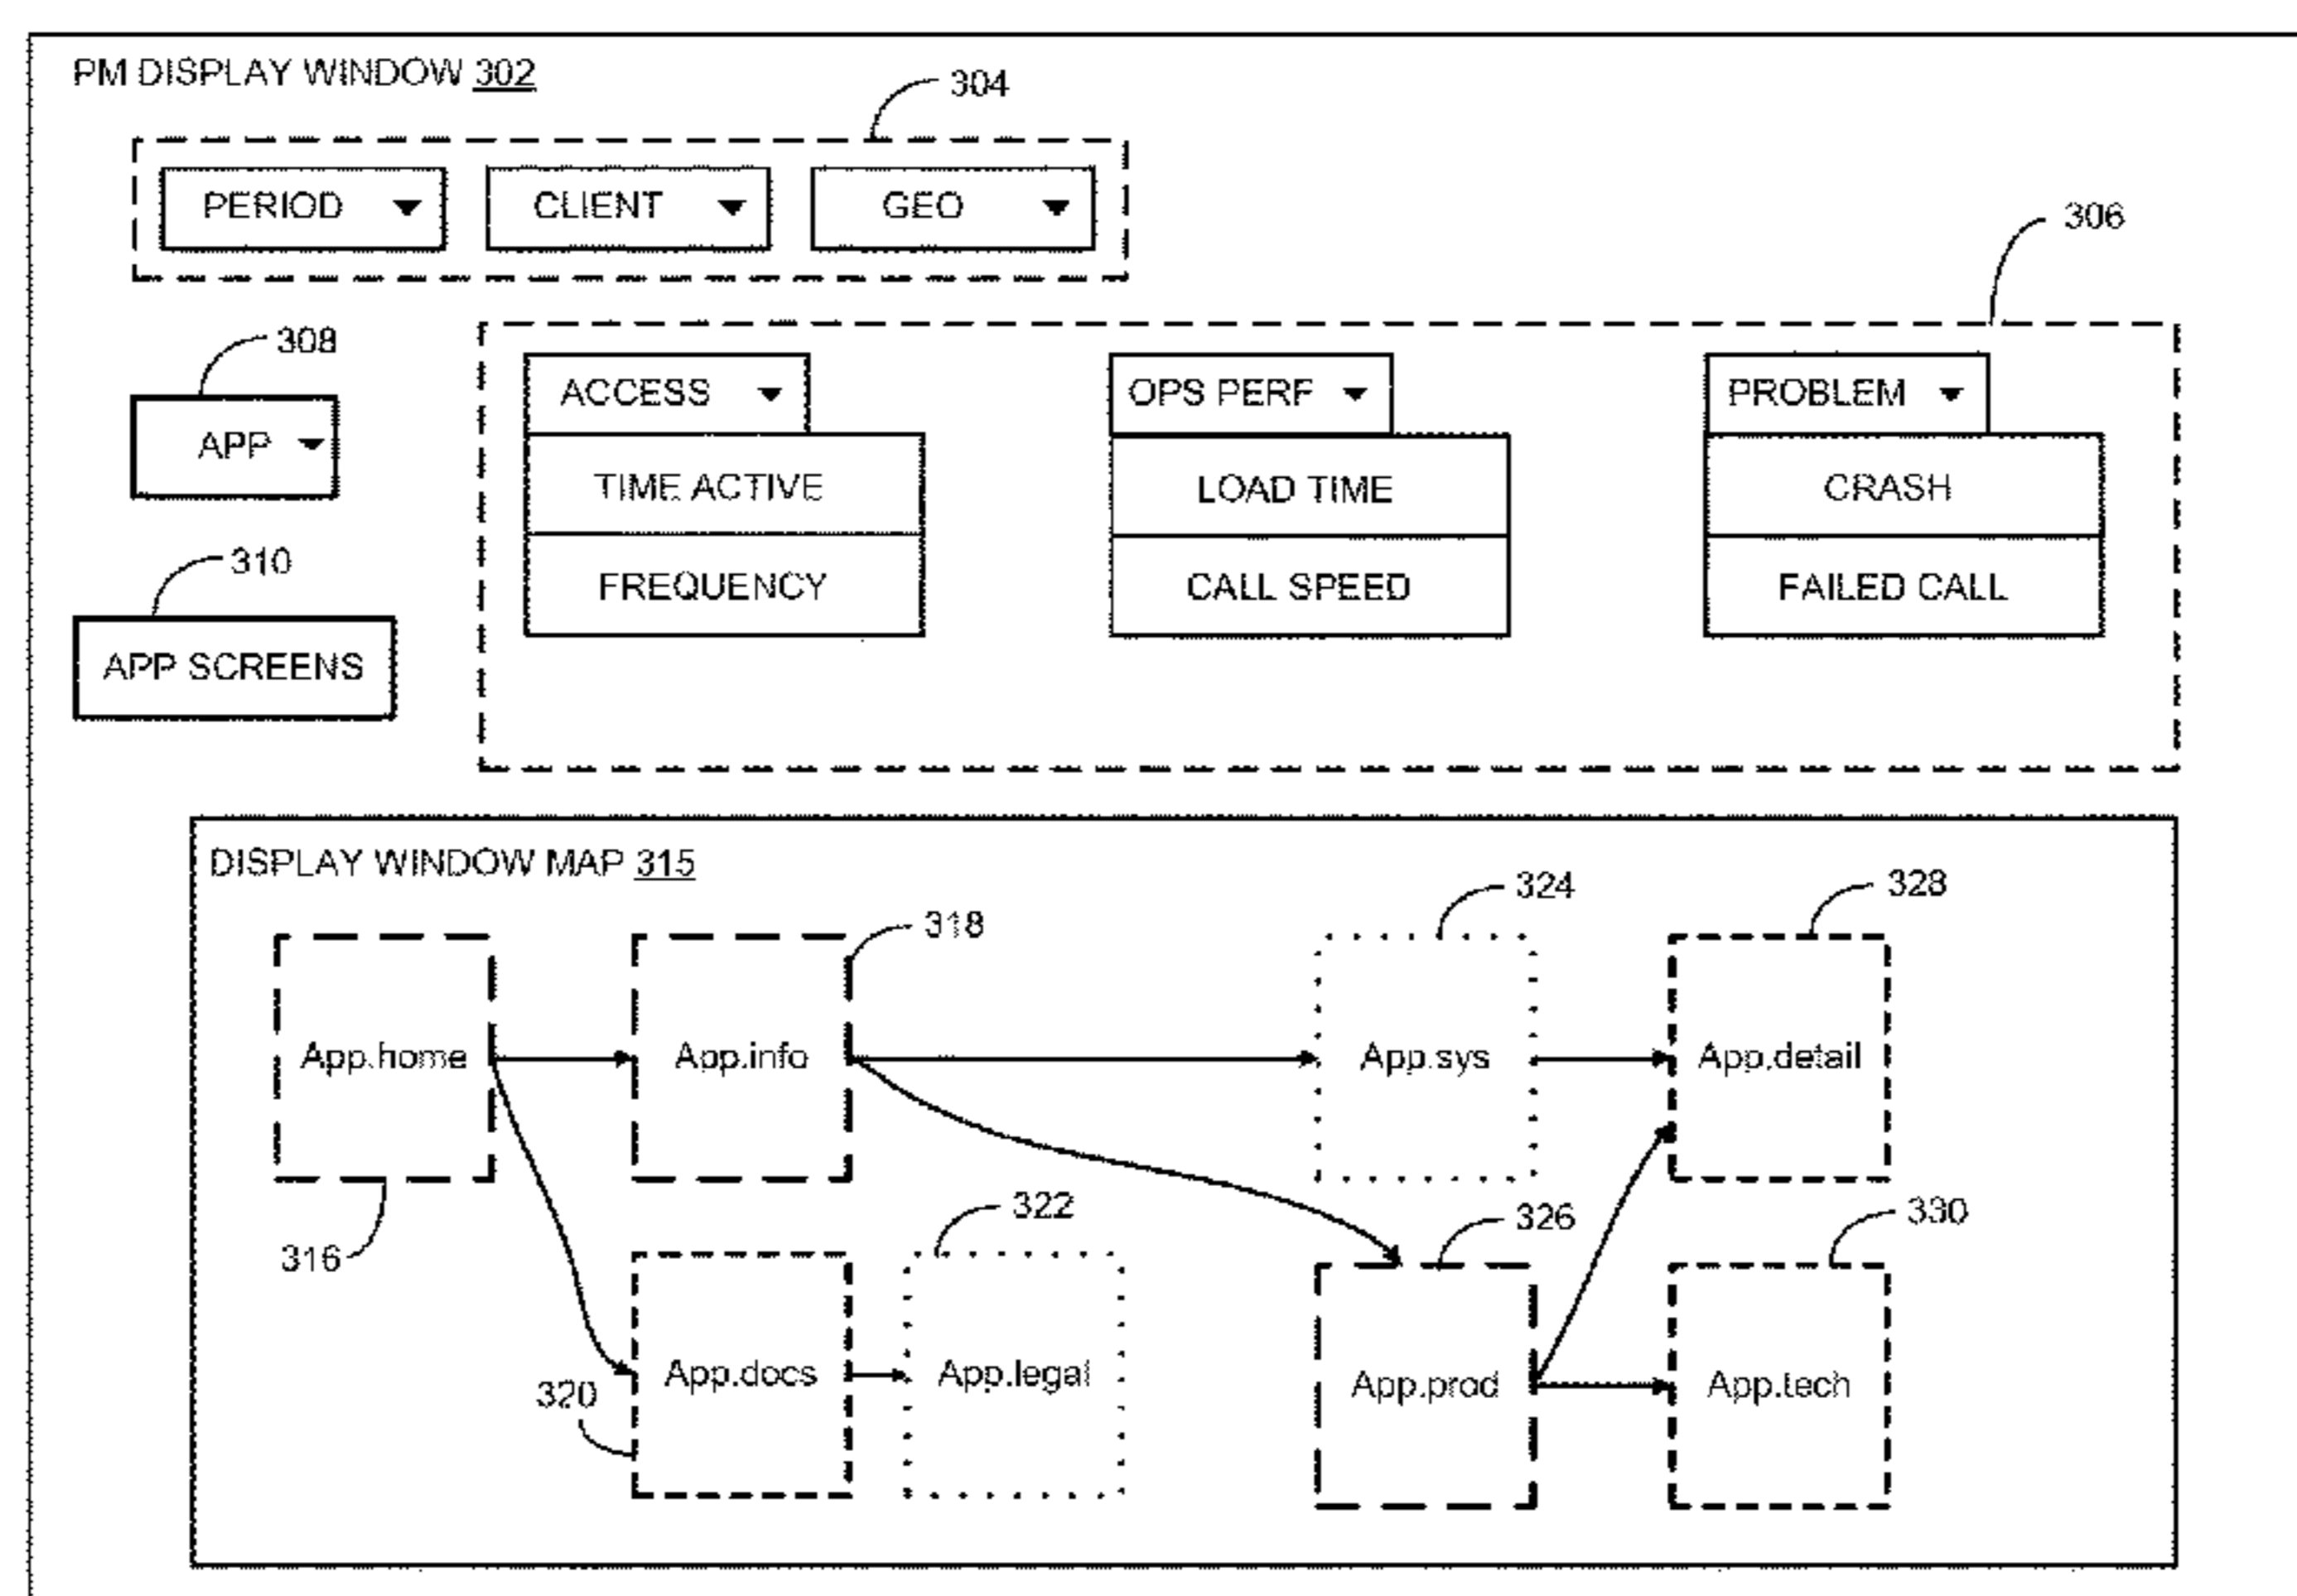 PM DISPLAY WINDOW 302
304
PERIOD
CLIENT
GEO
306
308
APP
ACCESS
TIME ACTIVE
FREQUENCY
OPS PERF
LOAD TIME
CALL SPEED
PROBLEM
CRASH
FAILED CALL
310
APP SCREENS
DISPLAY WINDOW MAP 315
318
324
328
App.home
App.info
App.sys
App.detail
316
322
326
330
320
App.docs
App.legal
App.prod
App.tech